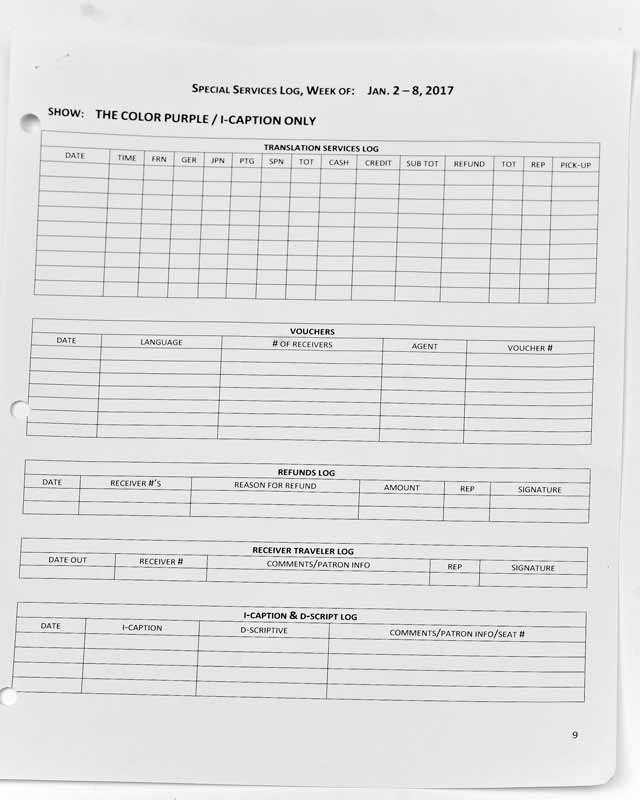 SPECIAL SERVICES LOG, WEEK OF: JAN. 2 – 8, 2017
SHOW: THE COLOR PURPLE / I-CAPTION ONLY
TRANSLATION SERVICES LOG
DATE TIME FRN GER JPN PTG SPN TOT CASH CREDIT SUB TOT REFUND TOT REP PICK-UP
VOUCHERS
DATE LANGUAGE # OF RECEIVERS AGENT VOUCHER #
REFUNDS LOG
DATE RECEIVER #'S REASON FOR REFUND AMOUNT REP SIGNATURE
RECEIVER TRAVELER LOG
DATE OUT RECEIVER # COMMENTS/PATRON INFO REP SIGNATURE
I-CAPTION & D-SCRIPT LOG
DATE I-CAPTION D-SCRIPTIVE COMMENTS/PATRON INFO/SEAT #
9